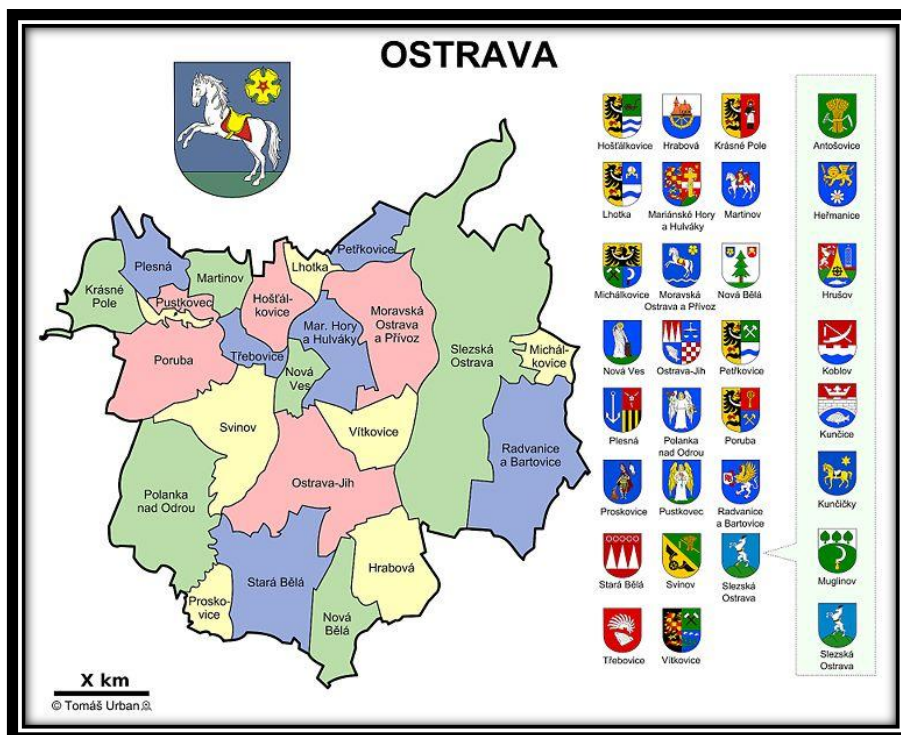 OSTRAVA
Hošťálkovice
Hrabová
Krásné Pole
Antošovice
Lhotka
Mariánské Hory
a Hulváky
Martinov
Heřmanice
Michálkovice
Moravská
Ostrava a Přívoz
Nová Bělá
Hrušov
Nová Ves
Ostrava-Jih
Petřkovice
Koblov
Plesná
Polanka
nad Odrou
Poruba
Kunčice
Proskovice
Pustkovec
Radvanice
a Bartovice
Kunčičky
Stará Bělá
Svinov
Slezská
Ostrava
Muglinov
Třebovice
Vítkovice
Slezská
Ostrava
Petřkovice
Plesná
Lhotka
Martinov
Krásné
Pole
Pustkovec
Hošťál-
kovice
Moravská
Ostrava
a Přívoz
Mar. Hory
a Hulváky
Poruba
Třebovice
Nová
Ves
Slezská
Ostrava
Michál-
kovice
Svinov
Vítkovice
Radvanice
a Bartovice
Ostrava-Jih
Polanka
nad Odrou
Stará Bělá
Hrabová
Prosko-
vice
Nová
Bělá
X km
© Tomáš Urban